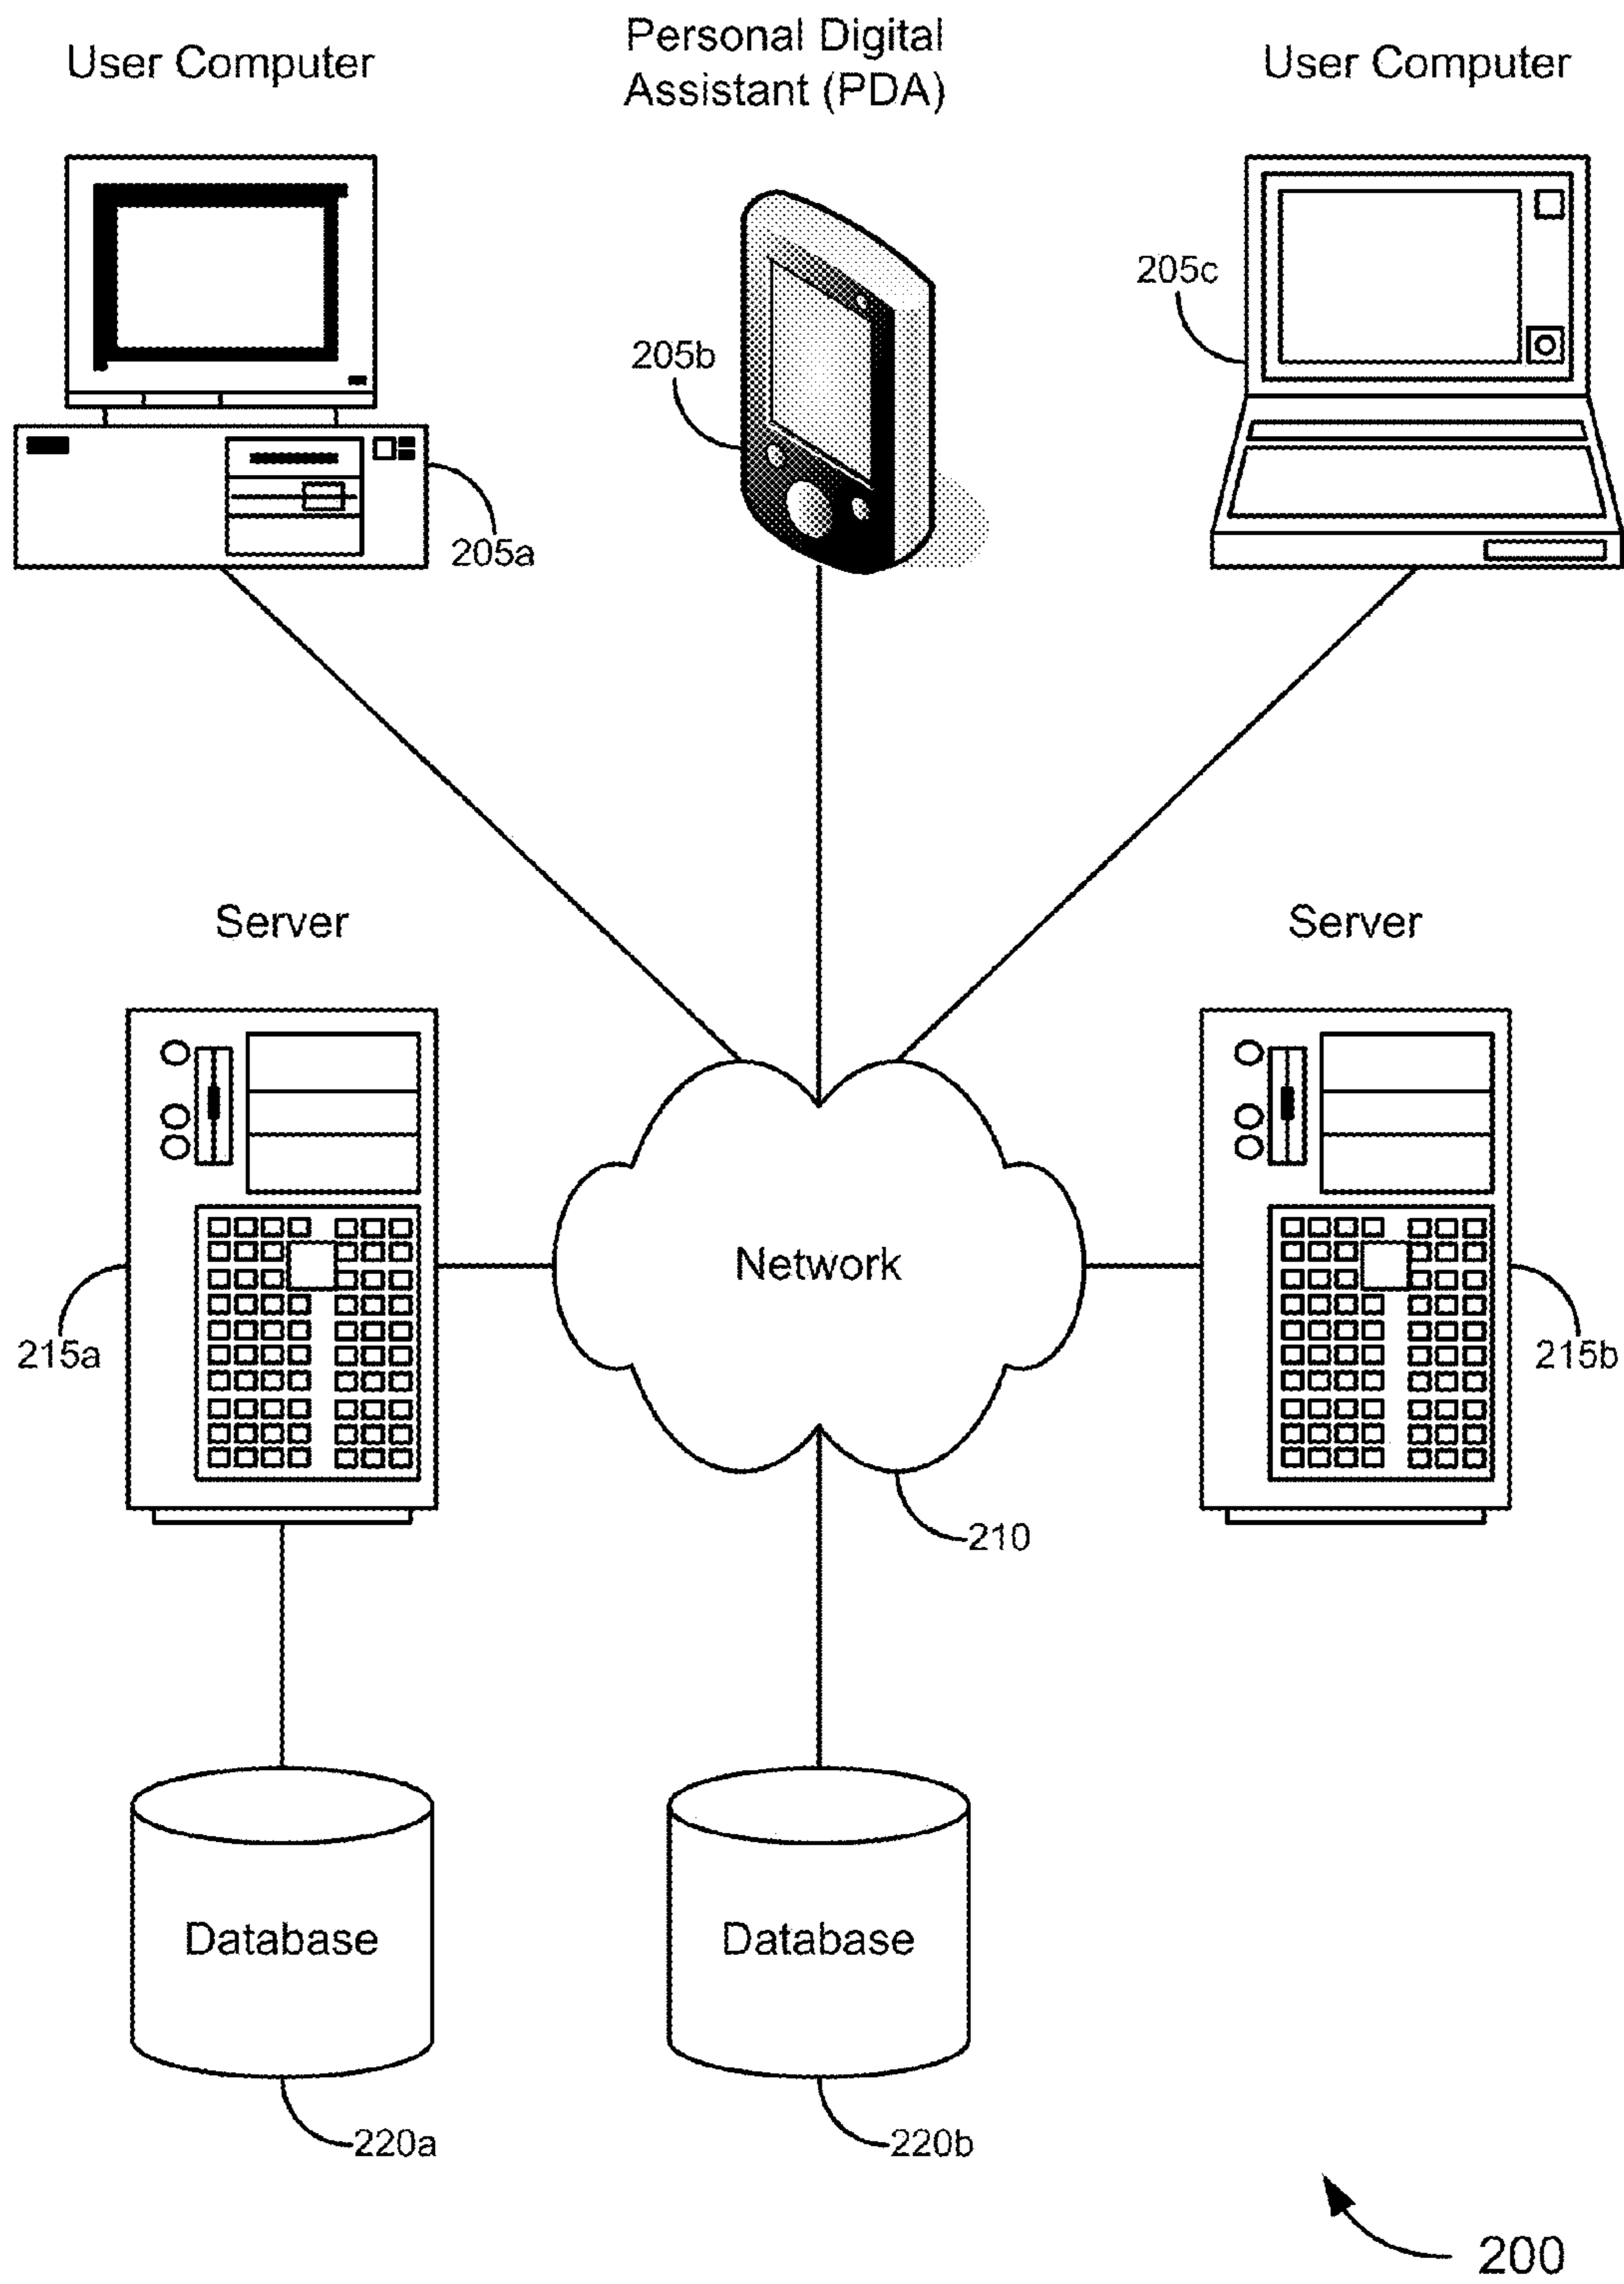 User Computer
Personal Digital
Assistant (PDA)
User Computer
205a
205b
205c
Server
Server
Network
215a
215b
210
Database
Database
220a
220b
200